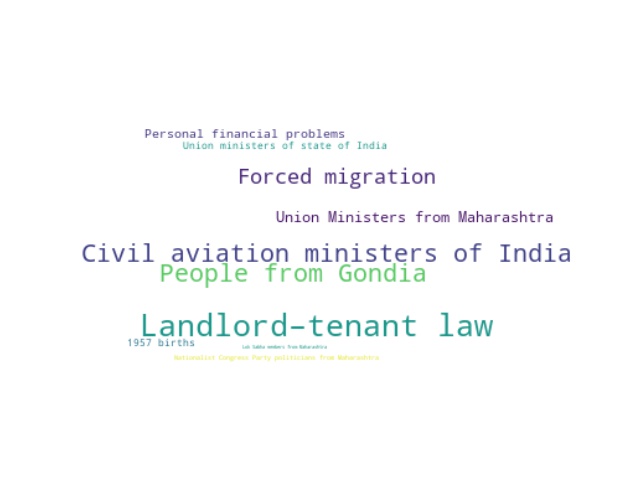 Personal financial problems
Union ministers of state of India
Forced migration
Union Ministers from Maharashtra
Civil aviation ministers of India
People from Gondia
Landlord-tenant law
1957 births
Lok Sabha members from Maharashtra
Nationalist Congress Party politicians from Maharashtra